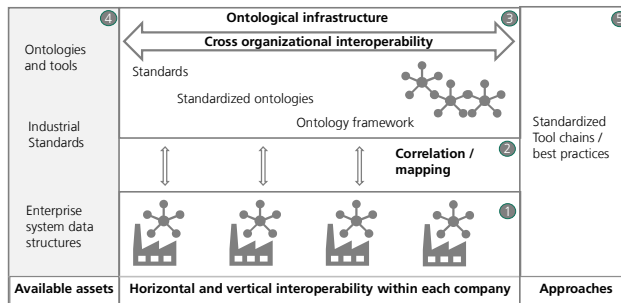 4
Ontologies
and tools
Industrial
Standards
Enterprise
system data
structures
Available assets
Ontological infrastructure
3
Cross organizational interoperability
Standards
Standardized ontologies
Ontology framework
Correlation /
mapping
2
1
Horizontal and vertical interoperability within each company
5
Standardized
Tool chains /
best practices
Approaches